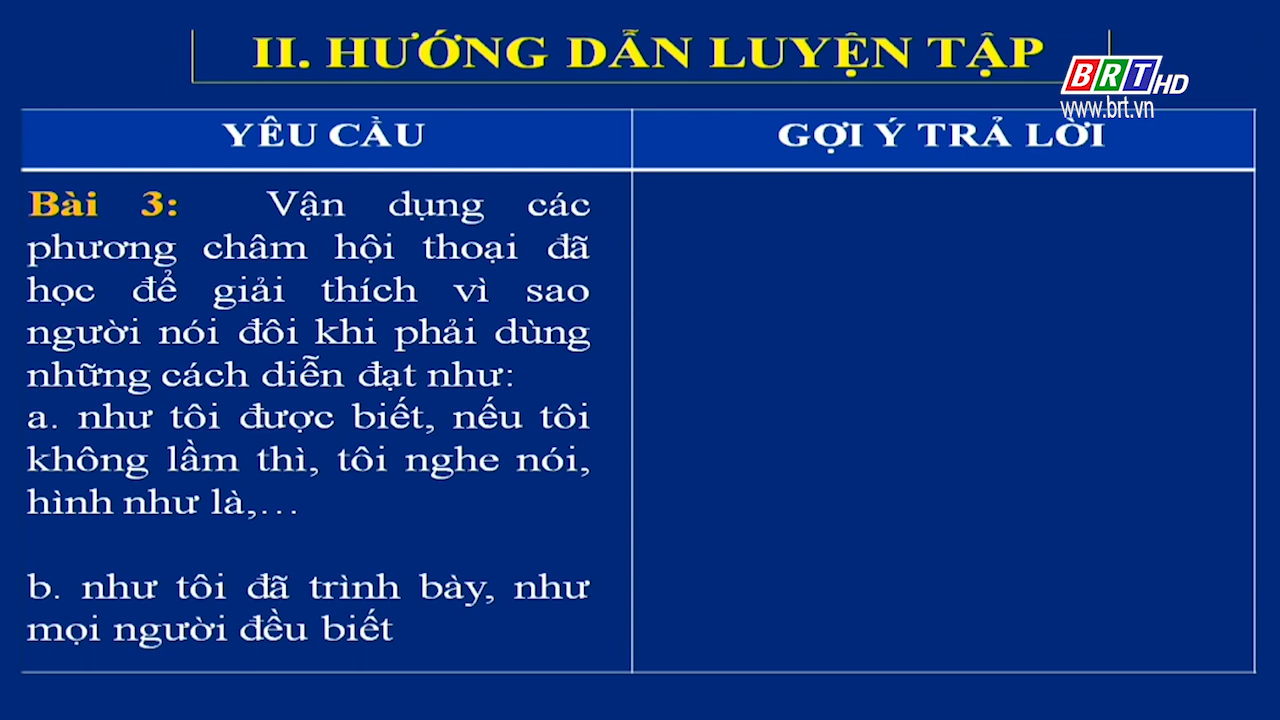 II. HƯỚNG DẪN LUYỆN TẬP
BRT HD
www.brt.vn
YÊU CẦU
GỢI Ý TRẢ LỜI
Bài 3: Vận dụng các
phương châm hội thoại đã
học để giải thích vì sao
người nói đôi khi phải dùng
những cách diễn đạt như:
a. như tôi được biết, nếu tôi
không lầm thì, tôi nghe nói,
hình như là,…
b. như tôi đã trình bày, như
mọi người đều biết